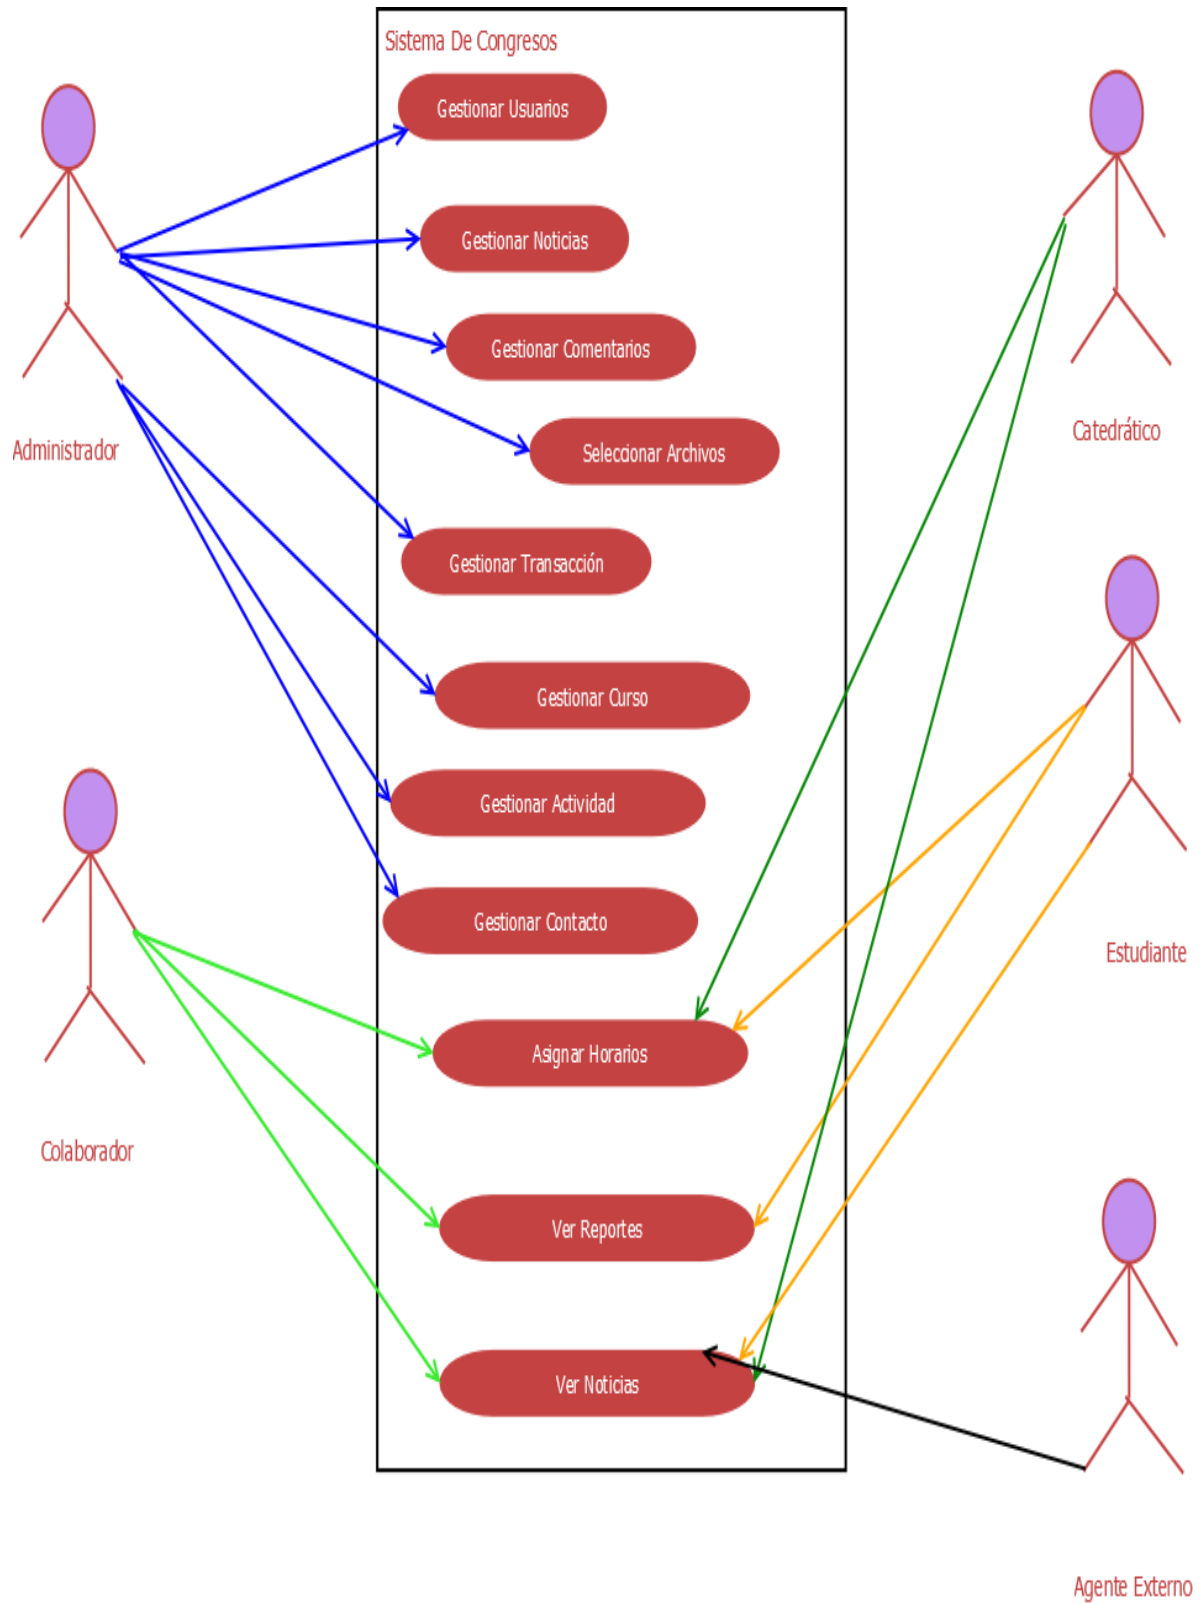 Sistema De Congresos
Gestionar Usuarios
Gestionar Noticias
Gestionar Comentarios
Seleccionar Archivos
Gestionar Transacción
Gestionar Curso
Gestionar Actividad
Gestionar Contacto
Asignar Horarios
Ver Reportes
Ver Noticias
Administrador
Colaborador
Catedrático
Estudiante
Agente Externo